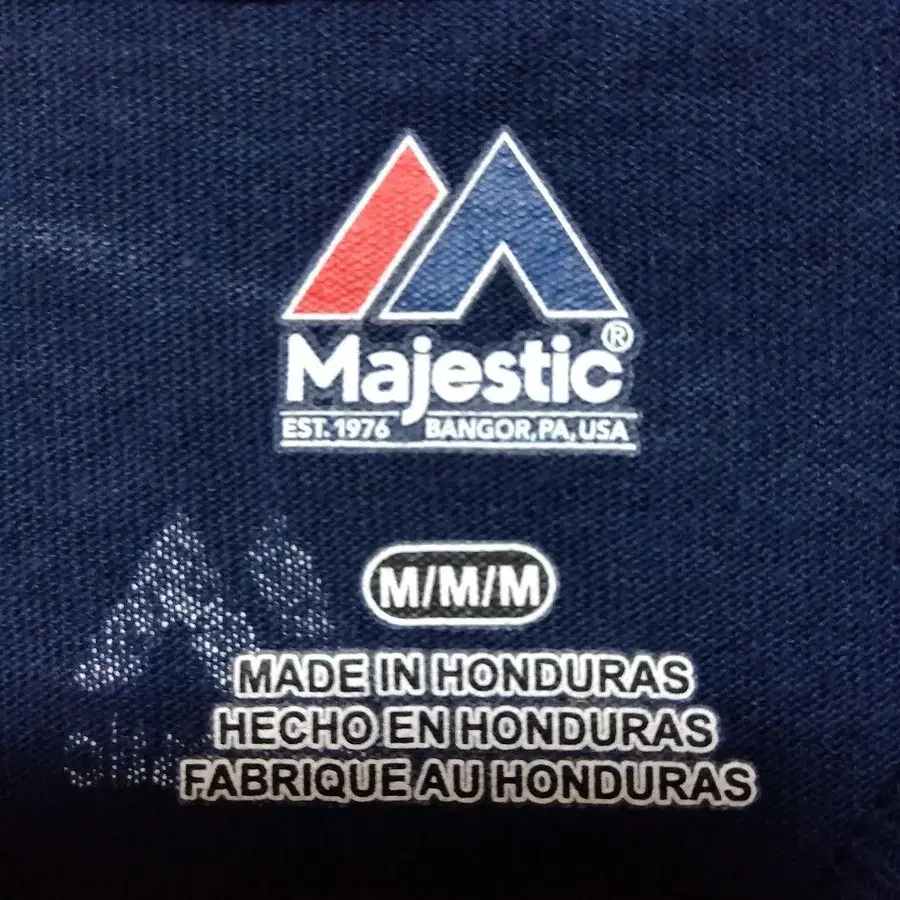 Majestic®
EST. 1976 BANGOR, PA, USA
M/M/M
MADE IN HONDURAS
HECHO EN HONDURAS
FABRIQUE AU HONDURAS